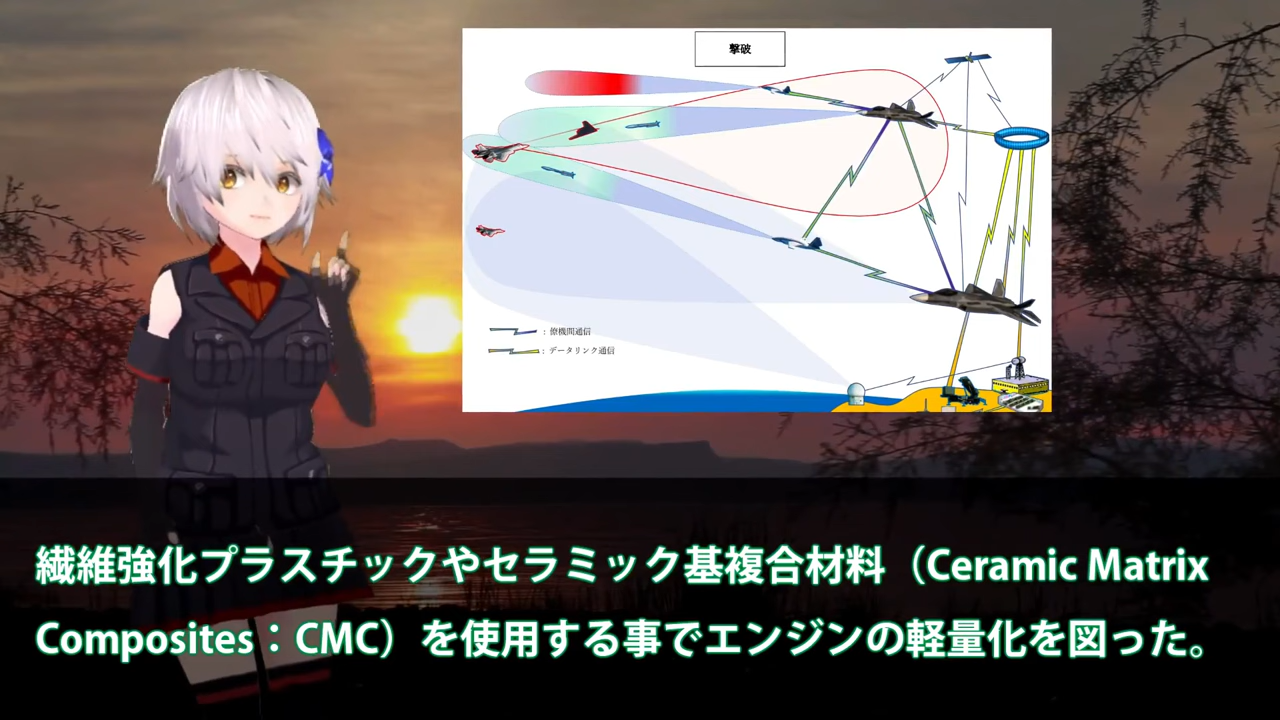 撃破
：僚機間通信
：データリンク通信
繊維強化プラスチックやセラミック基複合材料（Ceramic Matrix
Composites：CMC）を使用する事でエンジンの軽量化を図った。